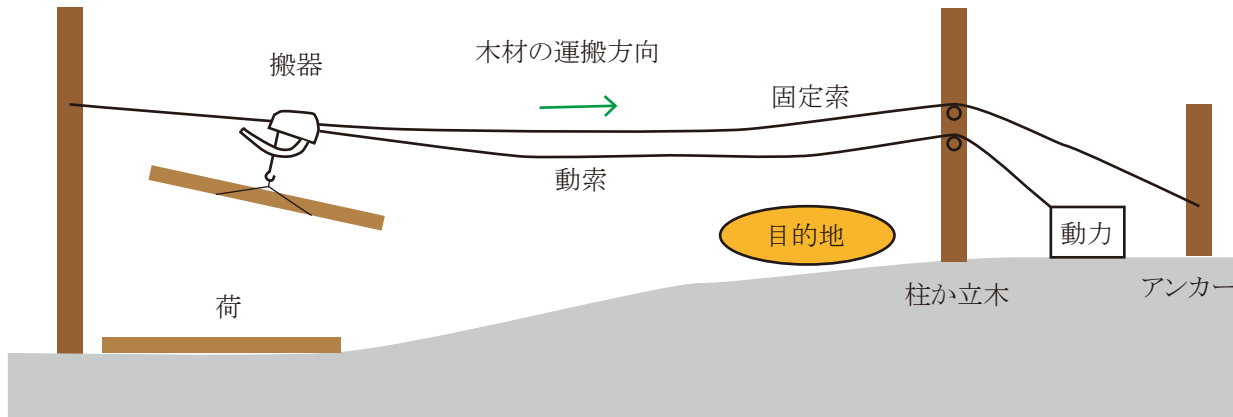 木材の運搬方向
搬器
固定索
動索
目的地
動力
柱か立木
アンカー
荷